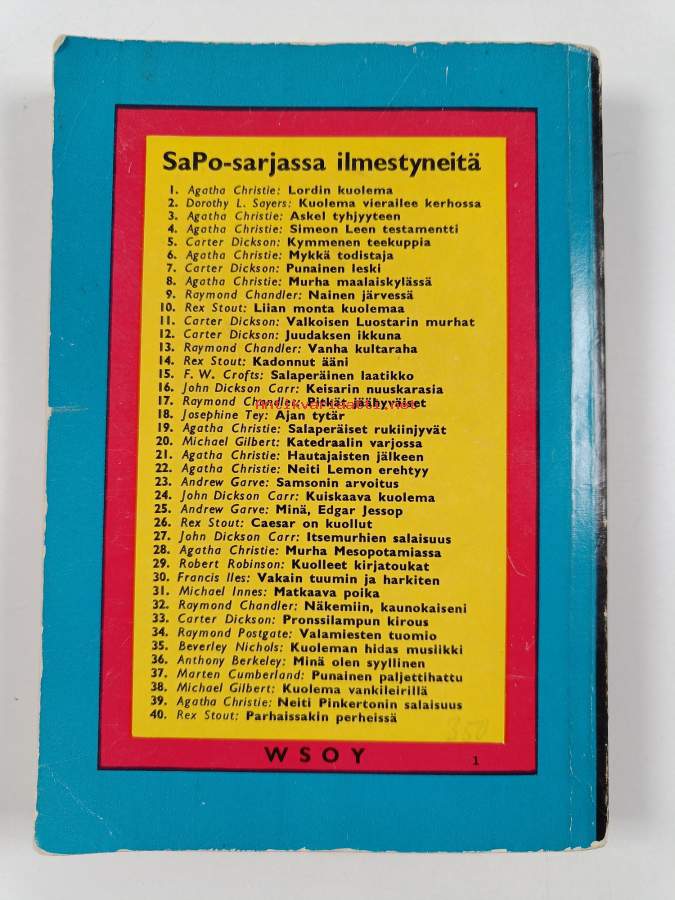 SaPo-sarjassa ilmestyneitä
1. Agatha Christie: Lordin kuolema
2. Dorothy L. Sayers: Kuolema vierailee kerhossa
3. Agatha Christie: Askel tyhjyyteen
4. Agatha Christie: Simeon Leen testamentti
5. Carter Dickson: Kymmenen teekuppia
6. Agatha Christie: Mykkä todistaja
7. Carter Dickson: Punainen leski
8. Agatha Christie: Murha maalaiskylässä
9. Raymond Chandler: Nainen järvessä
10. Rex Stout: Liian monta kuolemaa
11. Carter Dickson: Valkoisen Luostarin murhat
12. Carter Dickson: Juudaksen ikkuna
13. Raymond Chandler: Vanha kultaraha
14. Rex Stout: Kadonnut ääni
15. F. W. Crofts: Salaperäinen laatikko
16. John Dickson Carr: Keisarin nuuskarasia
17. Raymond Chandler: Pitkät jäähyväiset
Antikvariaatti.net
18. Josephine Tey: Ajan tytär
19. Agatha Christie: Salaperäiset rukiinjyvät
20. Michael Gilbert: Katedraalin varjossa
21. Agatha Christie: Hautajaisten jälkeen
22. Agatha Christie: Neiti Lemon erehtyy
23. Andrew Garve: Samsonin arvoitus
24. John Dickson Carr: Kuiskaava kuolema
25. Andrew Garve: Minä, Edgar Jessop
26. Rex Stout: Caesar on kuollut
27. John Dickson Carr: Itsemurhien salaisuus
28. Agatha Christie: Murha Mesopotamiassa
29. Robert Robinson: Kuolleet kirjatoukat
30. Francis Iles: Vakain tuumin ja harkiten
31. Michael Innes: Matkaava poika
32. Raymond Chandler: Näkemiin, kaunokaiseni
33. Carter Dickson: Pronssilampun kirous
34. Raymond Postgate: Valamiesten tuomio
35. Beverley Nichols: Kuoleman hidas musiikki
36. Anthony Berkeley: Minä olen syyllinen
37. Marten Cumberland: Punainen paljettihattu
38. Michael Gilbert: Kuolema vankileirillä
39. Agatha Christie: Neiti Pinkertonin salaisuus
40. Rex Stout: Parhaissakin perheissä
350
WSOY
1